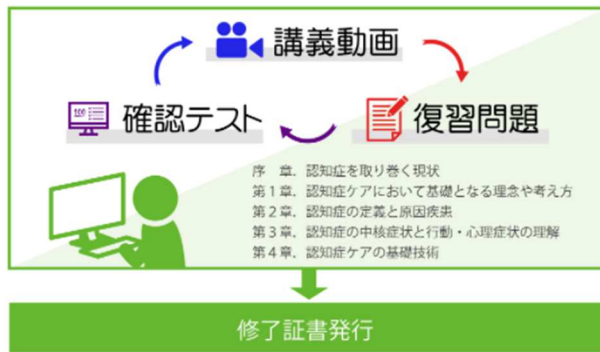 講義動画
確認テスト
復習問題
序　章．認知症を取り巻く現状
第１章．認知症ケアにおいて基礎となる理念や考え方
第２章．認知症の定義と原因疾患
第３章．認知症の中核症状と行動・心理症状の理解
第４章．認知症ケアの基礎技術
修了証書発行